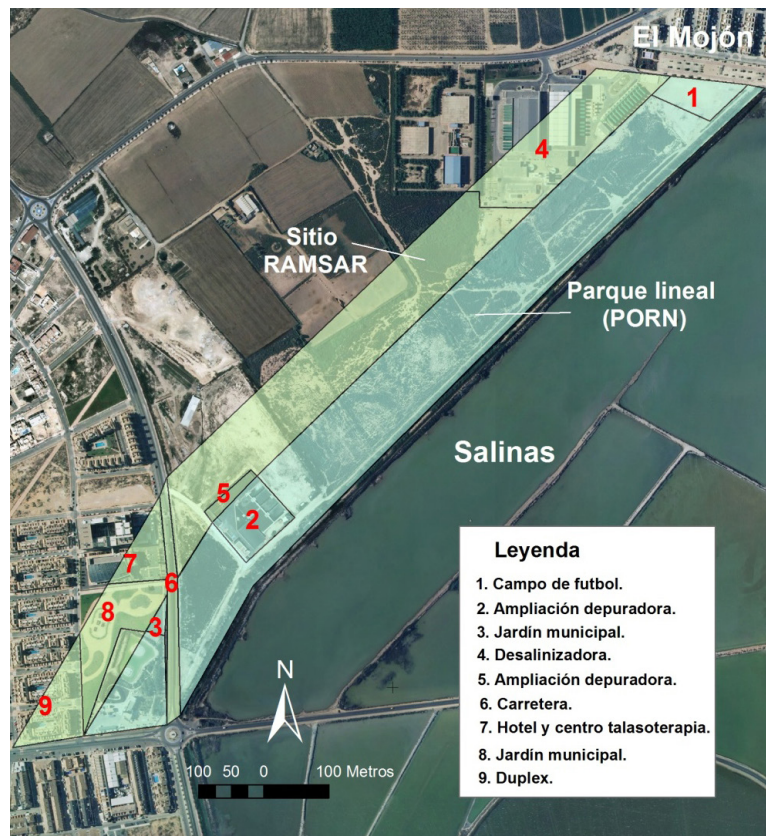 El Mojón
1
4
Sitio
RAMSAR
Parque lineal
(PORN)
Salinas
5
2
7
6
8
3
9
Leyenda
1. Campo de futbol.
2. Ampliación depuradora.
3. Jardín municipal.
4. Desalinizadora.
5. Ampliación depuradora.
6. Carretera.
7. Hotel y centro talasoterapia.
8. Jardín municipal.
9. Duplex.
N
100 50 0 100 Metros